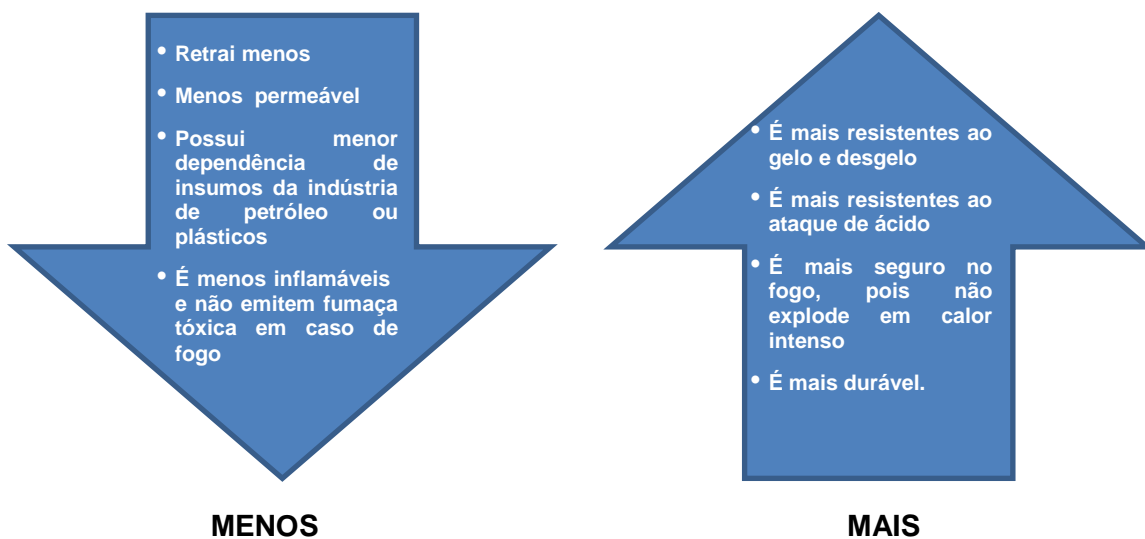 • Retrai menos
• Menos permeável
• Possui menor
dependência de
insumos da indústria
de petróleo ou
plásticos
• É menos inflamáveis
e não emitem fumaça
tóxica em caso de
fogo
MENOS
• É mais resistentes ao
gelo e desgelo
• É mais resistentes ao
ataque de ácido
• É mais seguro no
fogo, pois não
explode em calor
intenso
• É mais durável.
MAIS